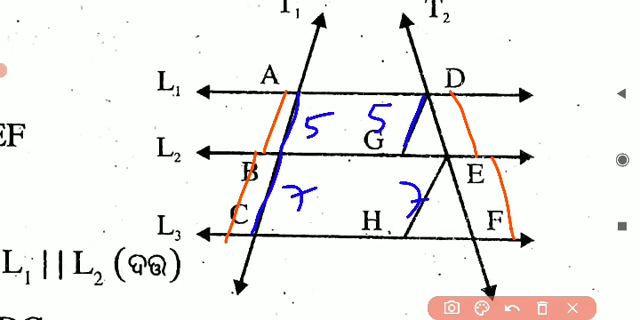 T₁ T₂
L₁ A D
5 5
L₂ G
B E
7 7
C H F
L₃
EF
L₁ || L₂ (ଦତ୍ତ)